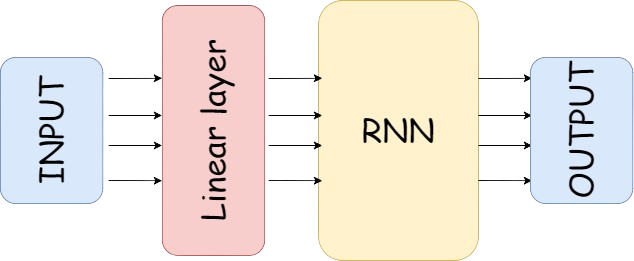 INPUT
Linear layer
RNN
OUTPUT